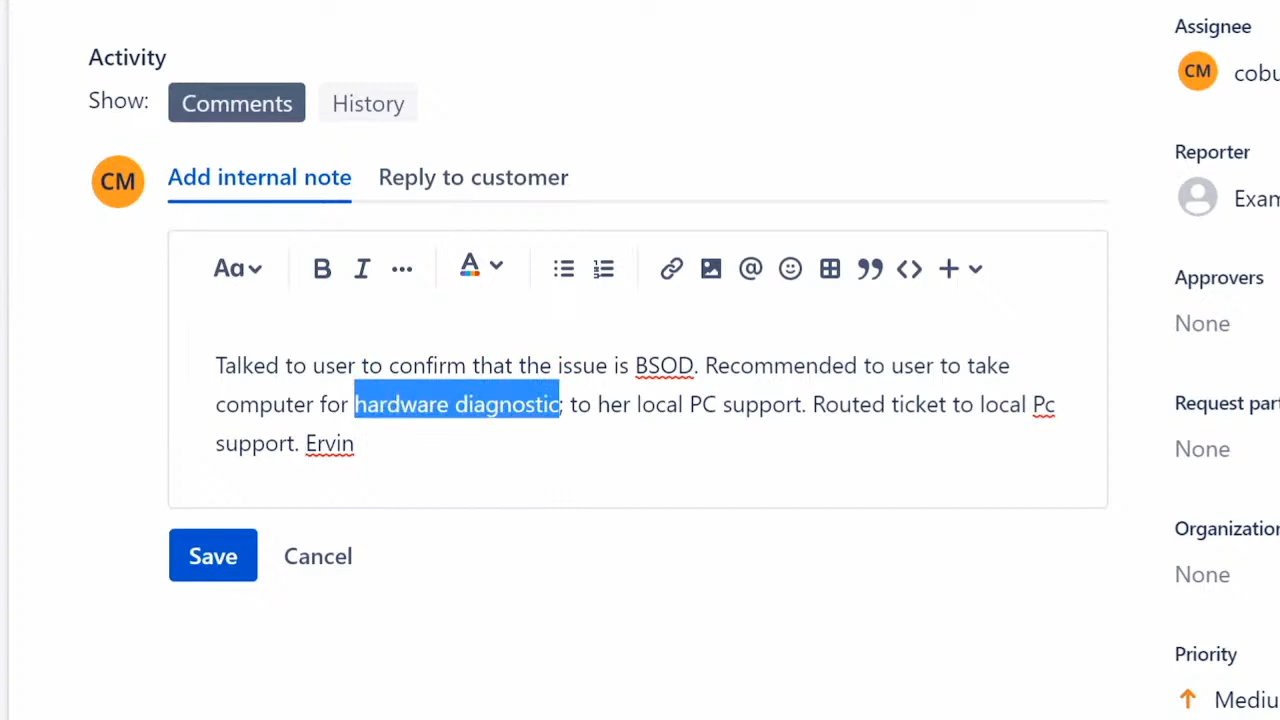 Activity
Show: Comments History
CM Add internal note Reply to customer
Aa B I ... A
Talked to user to confirm that the issue is BSOD. Recommended to user to take
computer for hardware diagnostic; to her local PC support. Routed ticket to local Pc
support. Ervin
Save Cancel
Assignee
CM cobu
Reporter
Exam
Approvers
None
Request part
None
Organization
None
Priority
Mediu